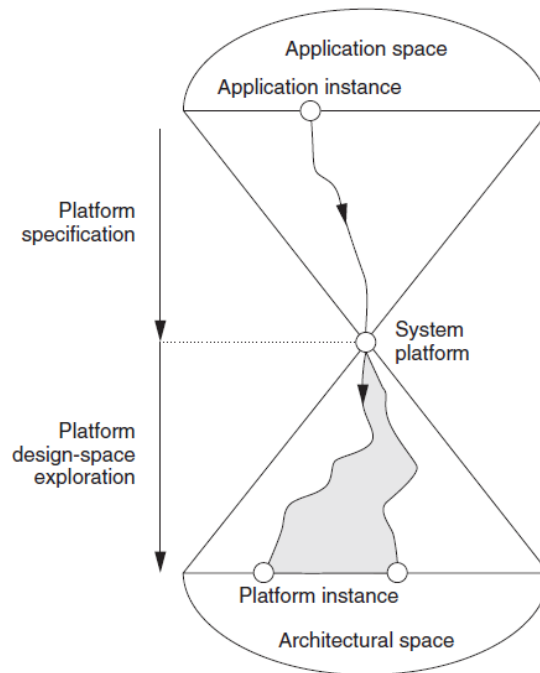 Application space
Application instance
Platform
specification
System
platform
Platform
design-space
exploration
Platform instance
Architectural space